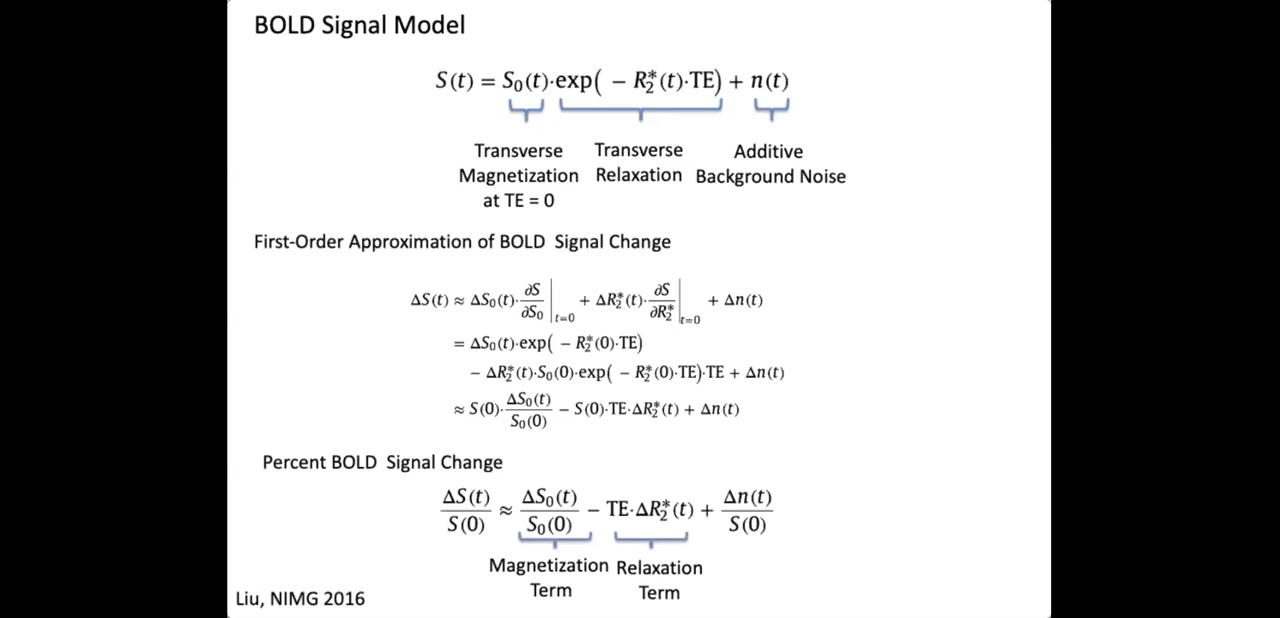 BOLD Signal Model
S(t) = S₀(t)·exp( − R₂*(t)·TE) + n(t)
Transverse Magnetization at TE = 0
Transverse Relaxation
Additive Background Noise
First-Order Approximation of BOLD Signal Change
ΔS(t) ≈ ΔS₀(t)·∂S/∂S₀|t=0 + ΔR₂*(t)·∂S/∂R₂*|t=0 + Δn(t)
= ΔS₀(t)·exp( − R₂*(0)·TE)
− ΔR₂*(t)·S₀(0)·exp( − R₂*(0)·TE)·TE + Δn(t)
≈ S(0)·ΔS₀(t)/S₀(0) − S(0)·TE·ΔR₂*(t) + Δn(t)
Percent BOLD Signal Change
ΔS(t)/S(0) ≈ ΔS₀(t)/S₀(0) − TE·ΔR₂*(t) + Δn(t)/S(0)
Magnetization Term
Relaxation Term
Liu, NIMG 2016